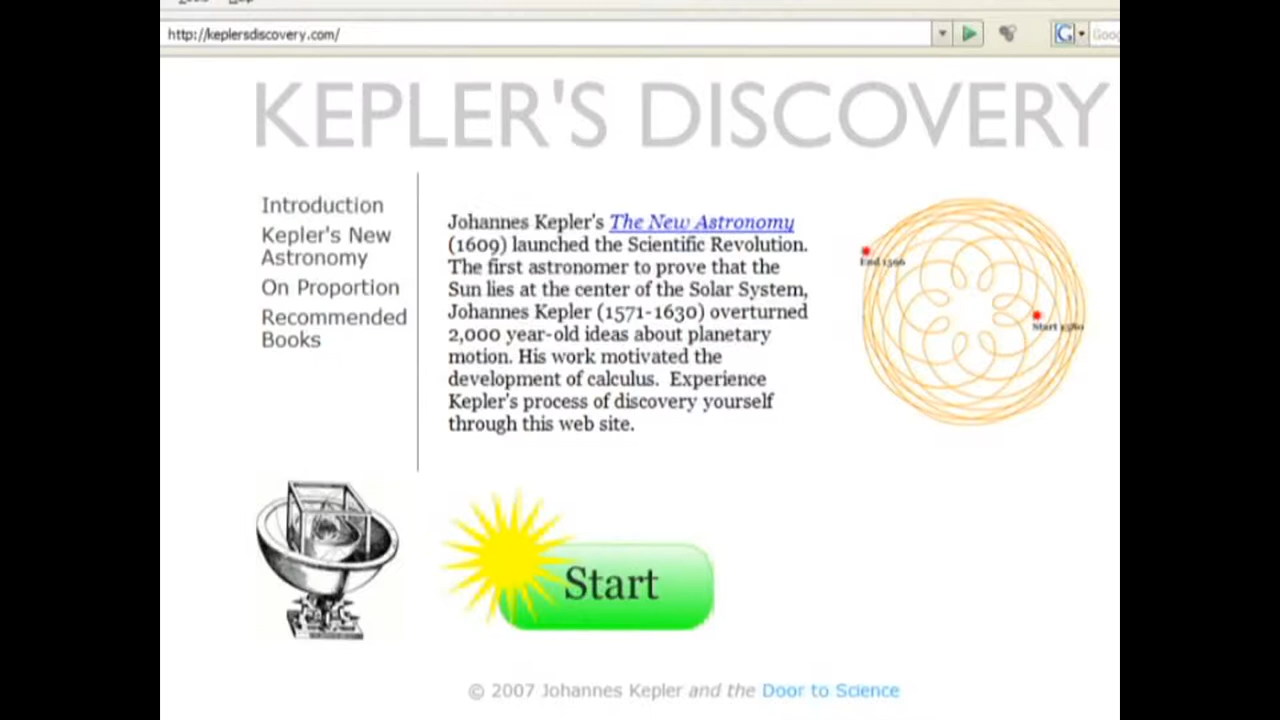 http://keplersdiscovery.com/
KEPLER'S DISCOVERY
Introduction
Kepler's New
Astronomy
On Proportion
Recommended
Books
Johannes Kepler's The New Astronomy
(1609) launched the Scientific Revolution.
The first astronomer to prove that the
Sun lies at the center of the Solar System,
Johannes Kepler (1571-1630) overturned
2,000 year-old ideas about planetary
motion. His work motivated the
development of calculus. Experience
Kepler's process of discovery yourself
through this web site.
End 1596
Start 1580
Start
© 2007 Johannes Kepler and the Door to Science